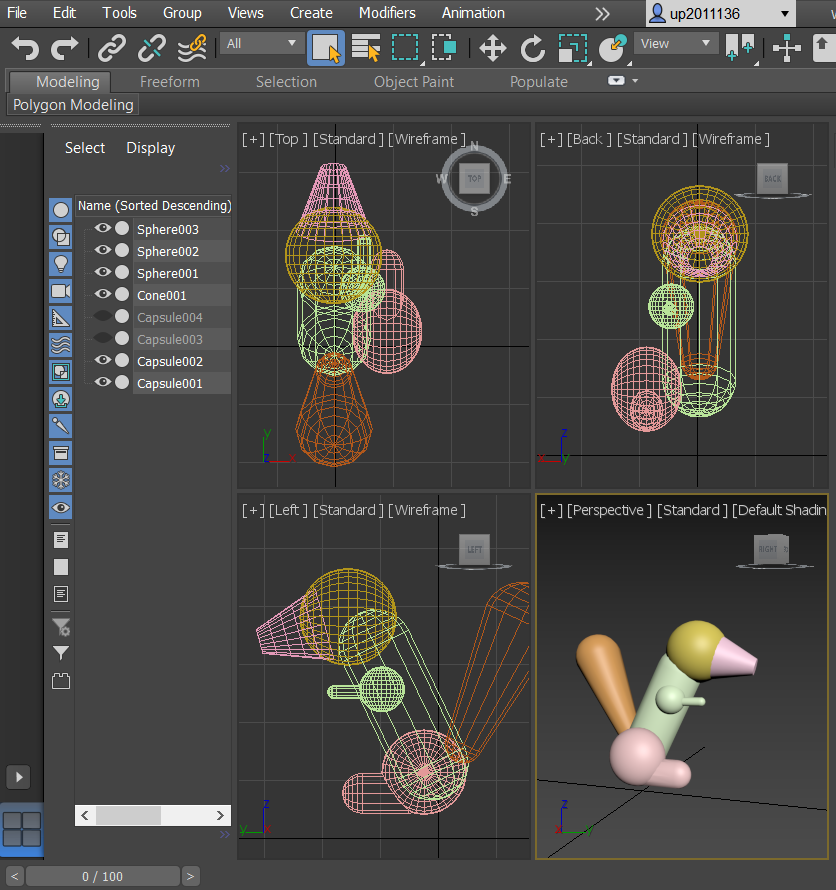 File Edit Tools Group Views Create Modifiers Animation >> up2011136
All View
Modeling Freeform Selection Object Paint Populate
Polygon Modeling
Select Display
Name (Sorted Descending)
Sphere003
Sphere002
Sphere001
Cone001
Capsule004
Capsule003
Capsule002
Capsule001
[+] [Top ] [Standard ] [Wireframe ]
N
W TOP E
S
y
z x
[+] [Back ] [Standard ] [Wireframe ]
BACK
z
x y
[+] [Left ] [Standard ] [Wireframe ]
LEFT
z
y x
[+] [Perspective ] [Standard ] [Default Shadin
RIGHT
z
x y
< 0 / 100 >